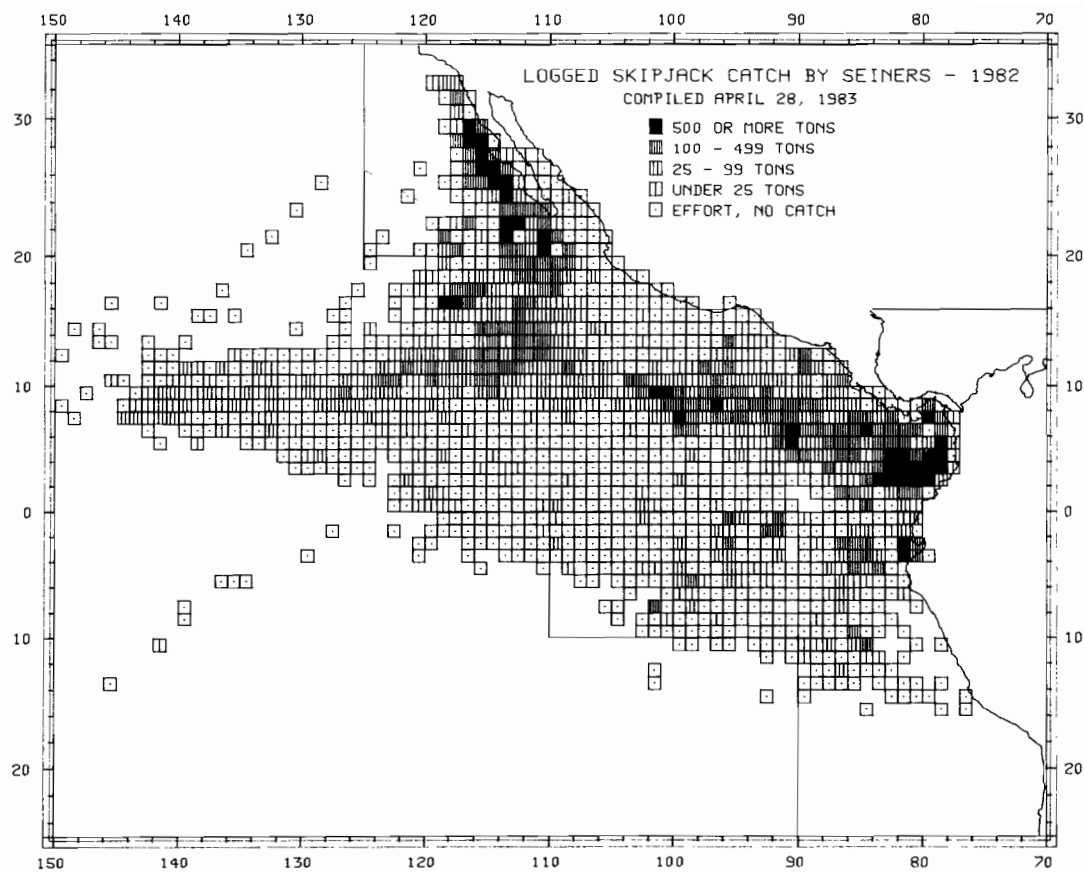 150 140 130 120 110 100 90 80 70
LOGGED SKIPJACK CATCH BY SEINERS - 1982
COMPILED APRIL 28, 1983
500 OR MORE TONS
100 - 499 TONS
25 - 99 TONS
UNDER 25 TONS
EFFORT, NO CATCH
30 30
20 20
10 10
0 0
10 10
20 20
150 140 130 120 110 100 90 80 70